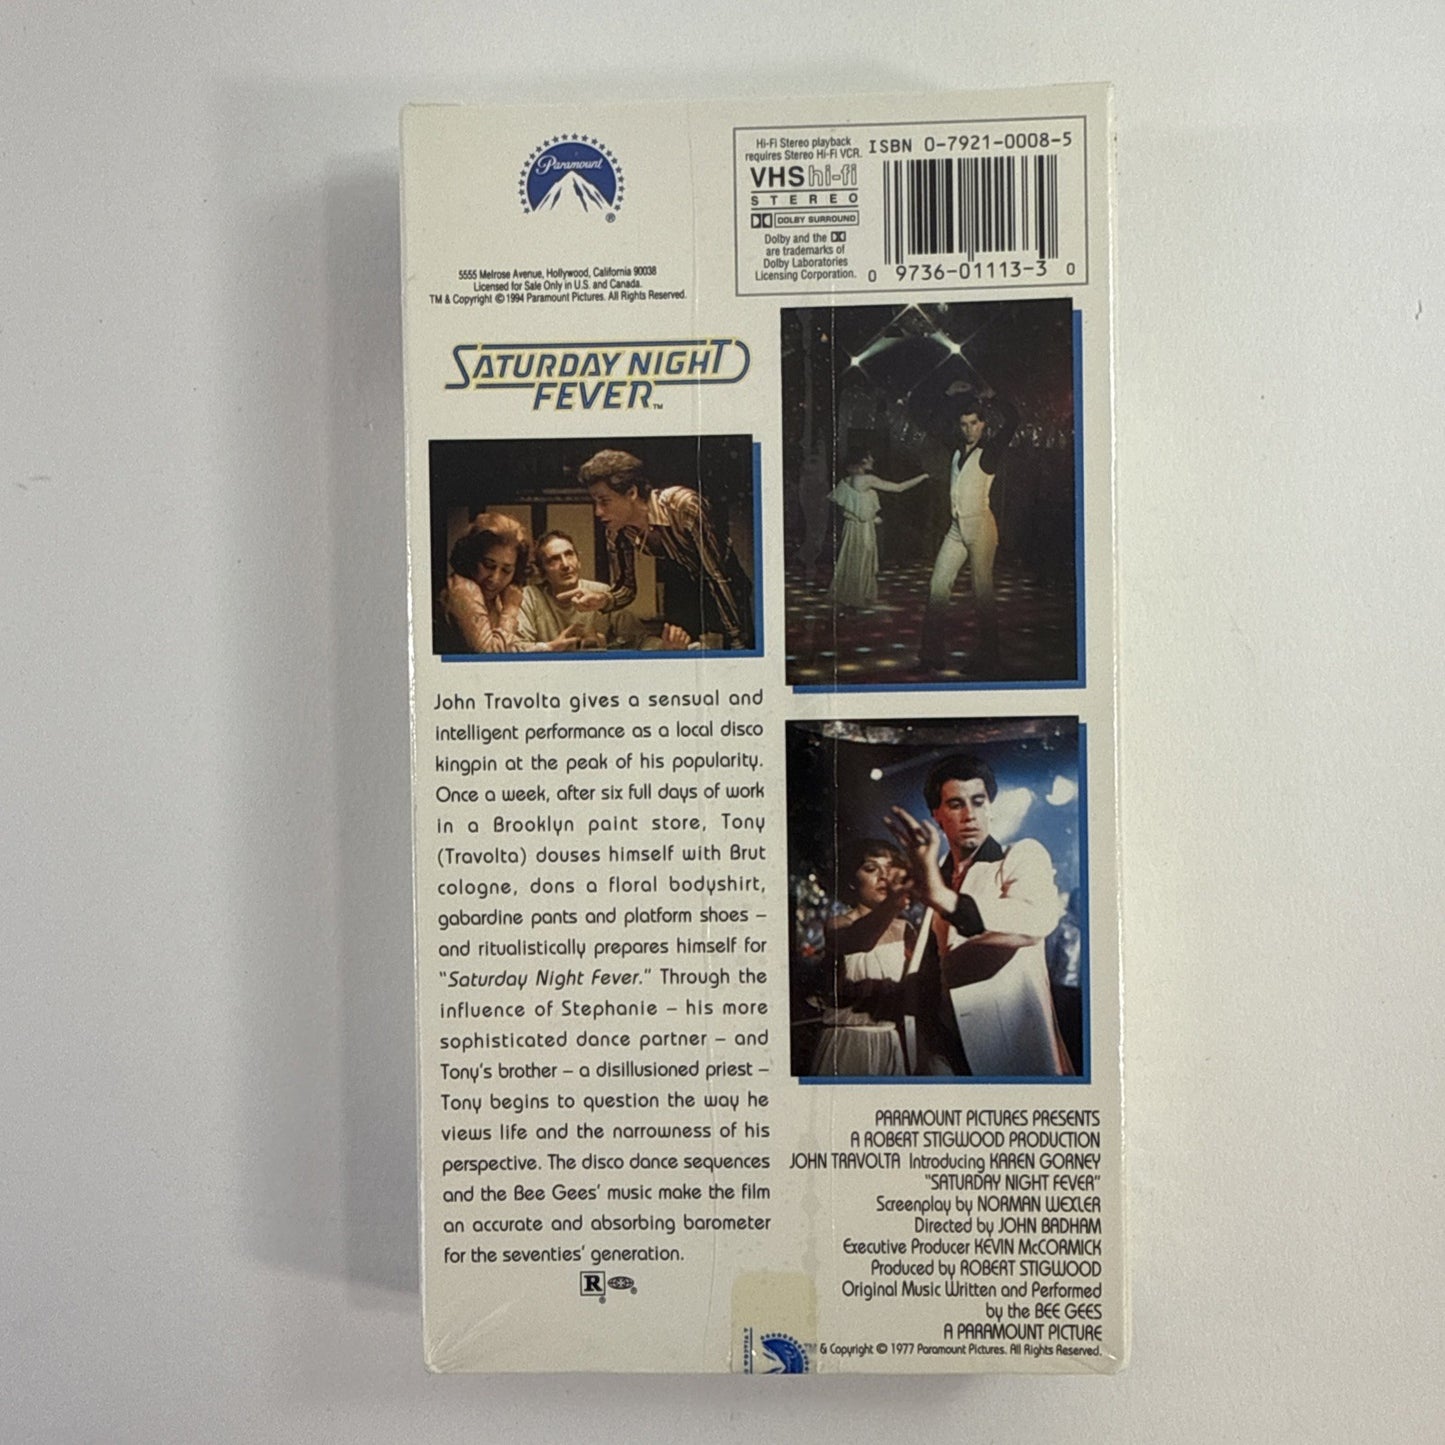 Paramount
®
5555 Melrose Avenue, Hollywood, California 90038
Licensed for Sale Only in U.S. and Canada.
TM & Copyright © 1994 Paramount Pictures. All Rights Reserved.
Hi-Fi Stereo playback
requires Stereo Hi-Fi VCR.
VHS hi-fi
STEREO
DOLBY SURROUND
Dolby and the
are trademarks of
Dolby Laboratories
Licensing Corporation.
ISBN 0-7921-0008-5
0 9736-01113-3 0
SATURDAY NIGHT
FEVER™
John Travolta gives a sensual and
intelligent performance as a local disco
kingpin at the peak of his popularity.
Once a week, after six full days of work
in a Brooklyn paint store, Tony
(Travolta) douses himself with Brut
cologne, dons a floral bodyshirt,
gabardine pants and platform shoes –
and ritualistically prepares himself for
"Saturday Night Fever." Through the
influence of Stephanie – his more
sophisticated dance partner – and
Tony's brother – a disillusioned priest –
Tony begins to question the way he
views life and the narrowness of his
perspective. The disco dance sequences
and the Bee Gees' music make the film
an accurate and absorbing barometer
for the seventies' generation.
R ® ®
PARAMOUNT PICTURES PRESENTS
A ROBERT STIGWOOD PRODUCTION
JOHN TRAVOLTA Introducing KAREN GORNEY
"SATURDAY NIGHT FEVER"
Screenplay by NORMAN WEXLER
Directed by JOHN BADHAM
Executive Producer KEVIN McCORMICK
Produced by ROBERT STIGWOOD
Original Music Written and Performed
by the BEE GEES
A PARAMOUNT PICTURE
TM & Copyright © 1977 Paramount Pictures. All Rights Reserved.